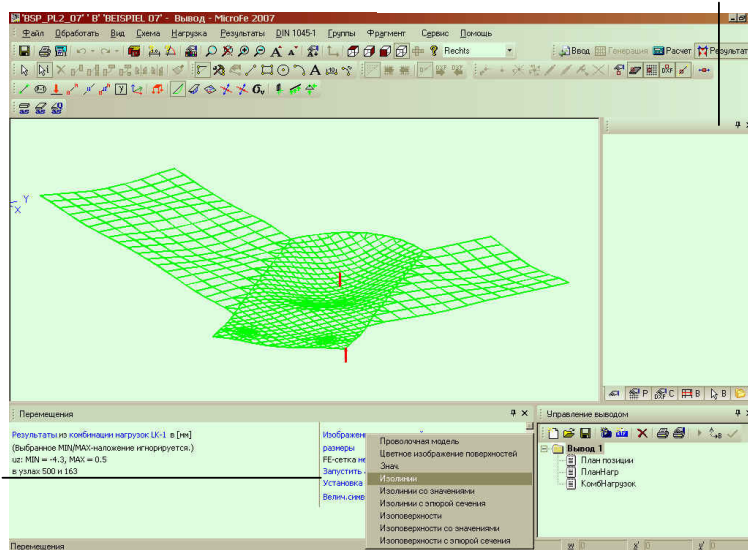 'BSP_PL2_07' ' B' 'BEISPIEL 07' - Вывод - MicroFe 2007
Файл Обработать Вид Схема Нагрузка Результаты DIN 1045-1 Группы Фрагмент Сервис Помощь
Rechts Ввод Генерация Расчет Результат
Y
X
P C B B
Перемещения
Управление выводом
Результаты из комбинации нагрузок LK-1 в [мм]
(Выбранное MIN/MAX-наложение игнорируется.)
uz: MIN = -4.3, MAX = 0.5
в узлах 500 и 163
размеры
FE-сетка
Запустить
Установка
Велич.симв
Проволочная модель
Цветное изображение поверхностей
Знач.
Изолинии
Изолинии со значениями
Изолинии с эпюрой сечения
Изоповерхности
Изоповерхности со значениями
Изоповерхности с эпюрой сечения
Вывод 1
План позиции
ПланНагр
КомбНагрузок
Перемещения